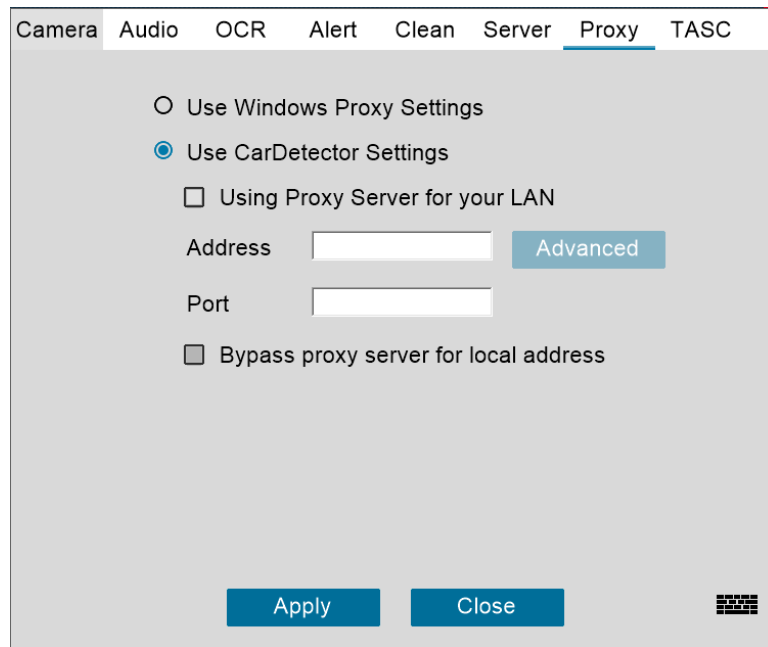 Camera Audio OCR Alert Clean Server Proxy TASC
Use Windows Proxy Settings
Use CarDetector Settings
Using Proxy Server for your LAN
Address Advanced
Port
Bypass proxy server for local address
Apply Close